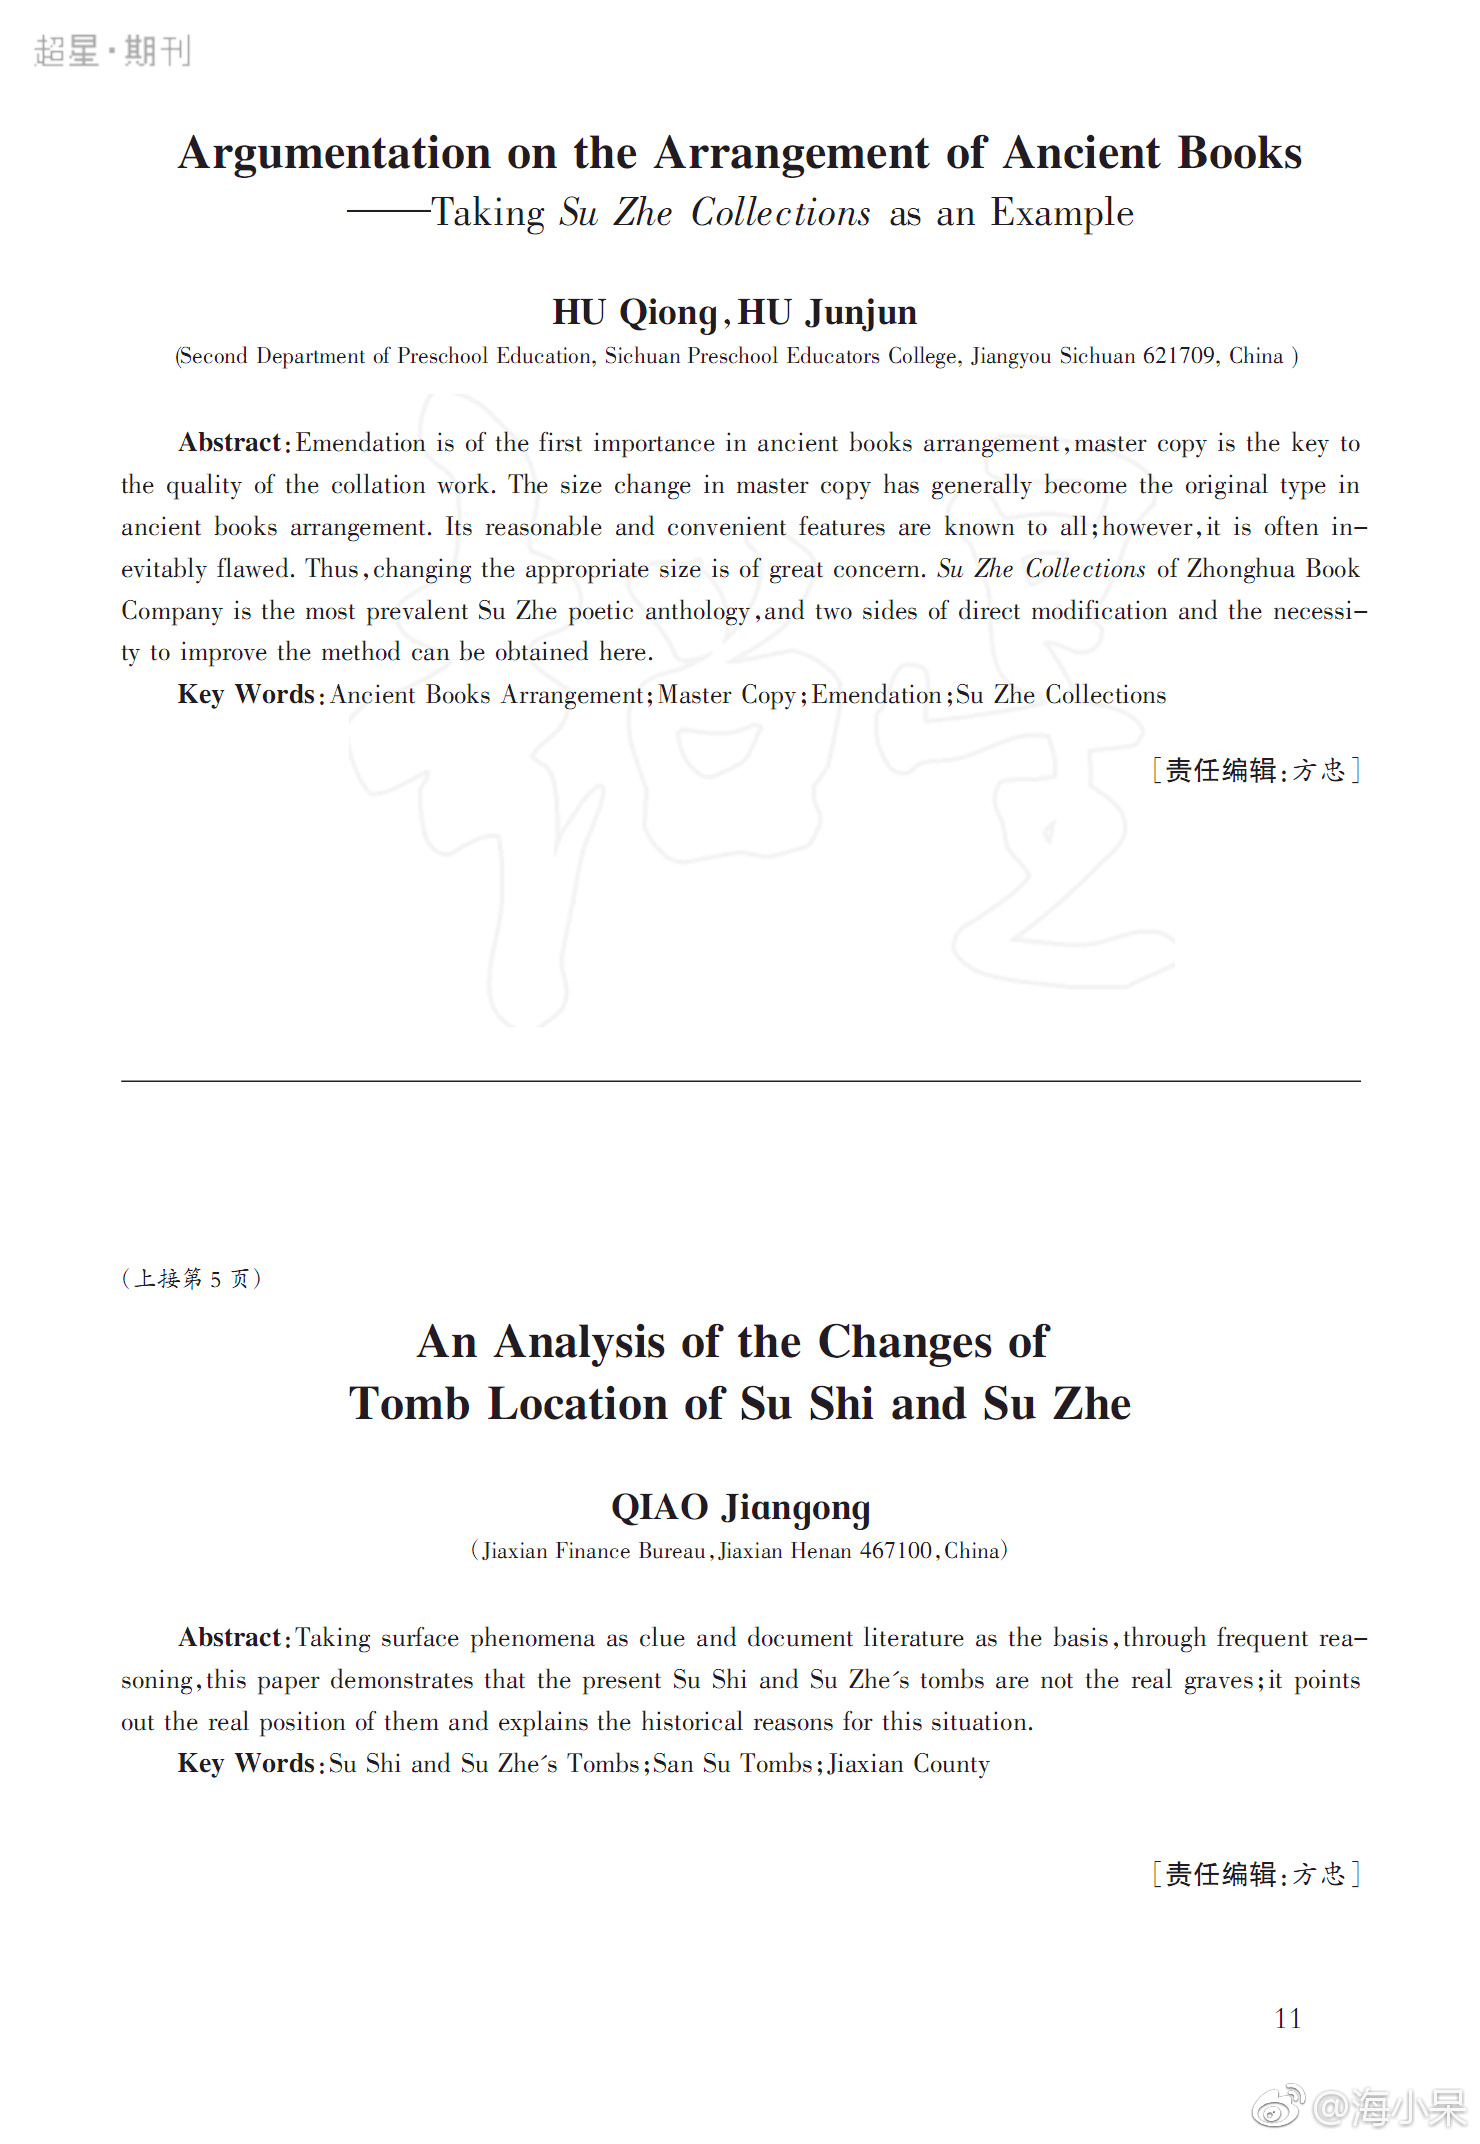 超星·期刊
Argumentation on the Arrangement of Ancient Books
——Taking Su Zhe Collections as an Example
HU Qiong,HU Junjun
(Second Department of Preschool Education, Sichuan Preschool Educators College, Jiangyou Sichuan 621709, China )
Abstract:Emendation is of the first importance in ancient books arrangement,master copy is the key to
the quality of the collation work. The size change in master copy has generally become the original type in
ancient books arrangement. Its reasonable and convenient features are known to all;however,it is often in-
evitably flawed. Thus,changing the appropriate size is of great concern. Su Zhe Collections of Zhonghua Book
Company is the most prevalent Su Zhe poetic anthology,and two sides of direct modification and the necessi-
ty to improve the method can be obtained here.
Key Words:Ancient Books Arrangement;Master Copy;Emendation;Su Zhe Collections
[责任编辑:方忠]
超星
(上接第 5 页)
An Analysis of the Changes of
Tomb Location of Su Shi and Su Zhe
QIAO Jiangong
(Jiaxian Finance Bureau,Jiaxian Henan 467100,China)
Abstract:Taking surface phenomena as clue and document literature as the basis,through frequent rea-
soning,this paper demonstrates that the present Su Shi and Su Zhe´s tombs are not the real graves;it points
out the real position of them and explains the historical reasons for this situation.
Key Words:Su Shi and Su Zhe´s Tombs;San Su Tombs;Jiaxian County
[责任编辑:方忠]
11
@海小呆